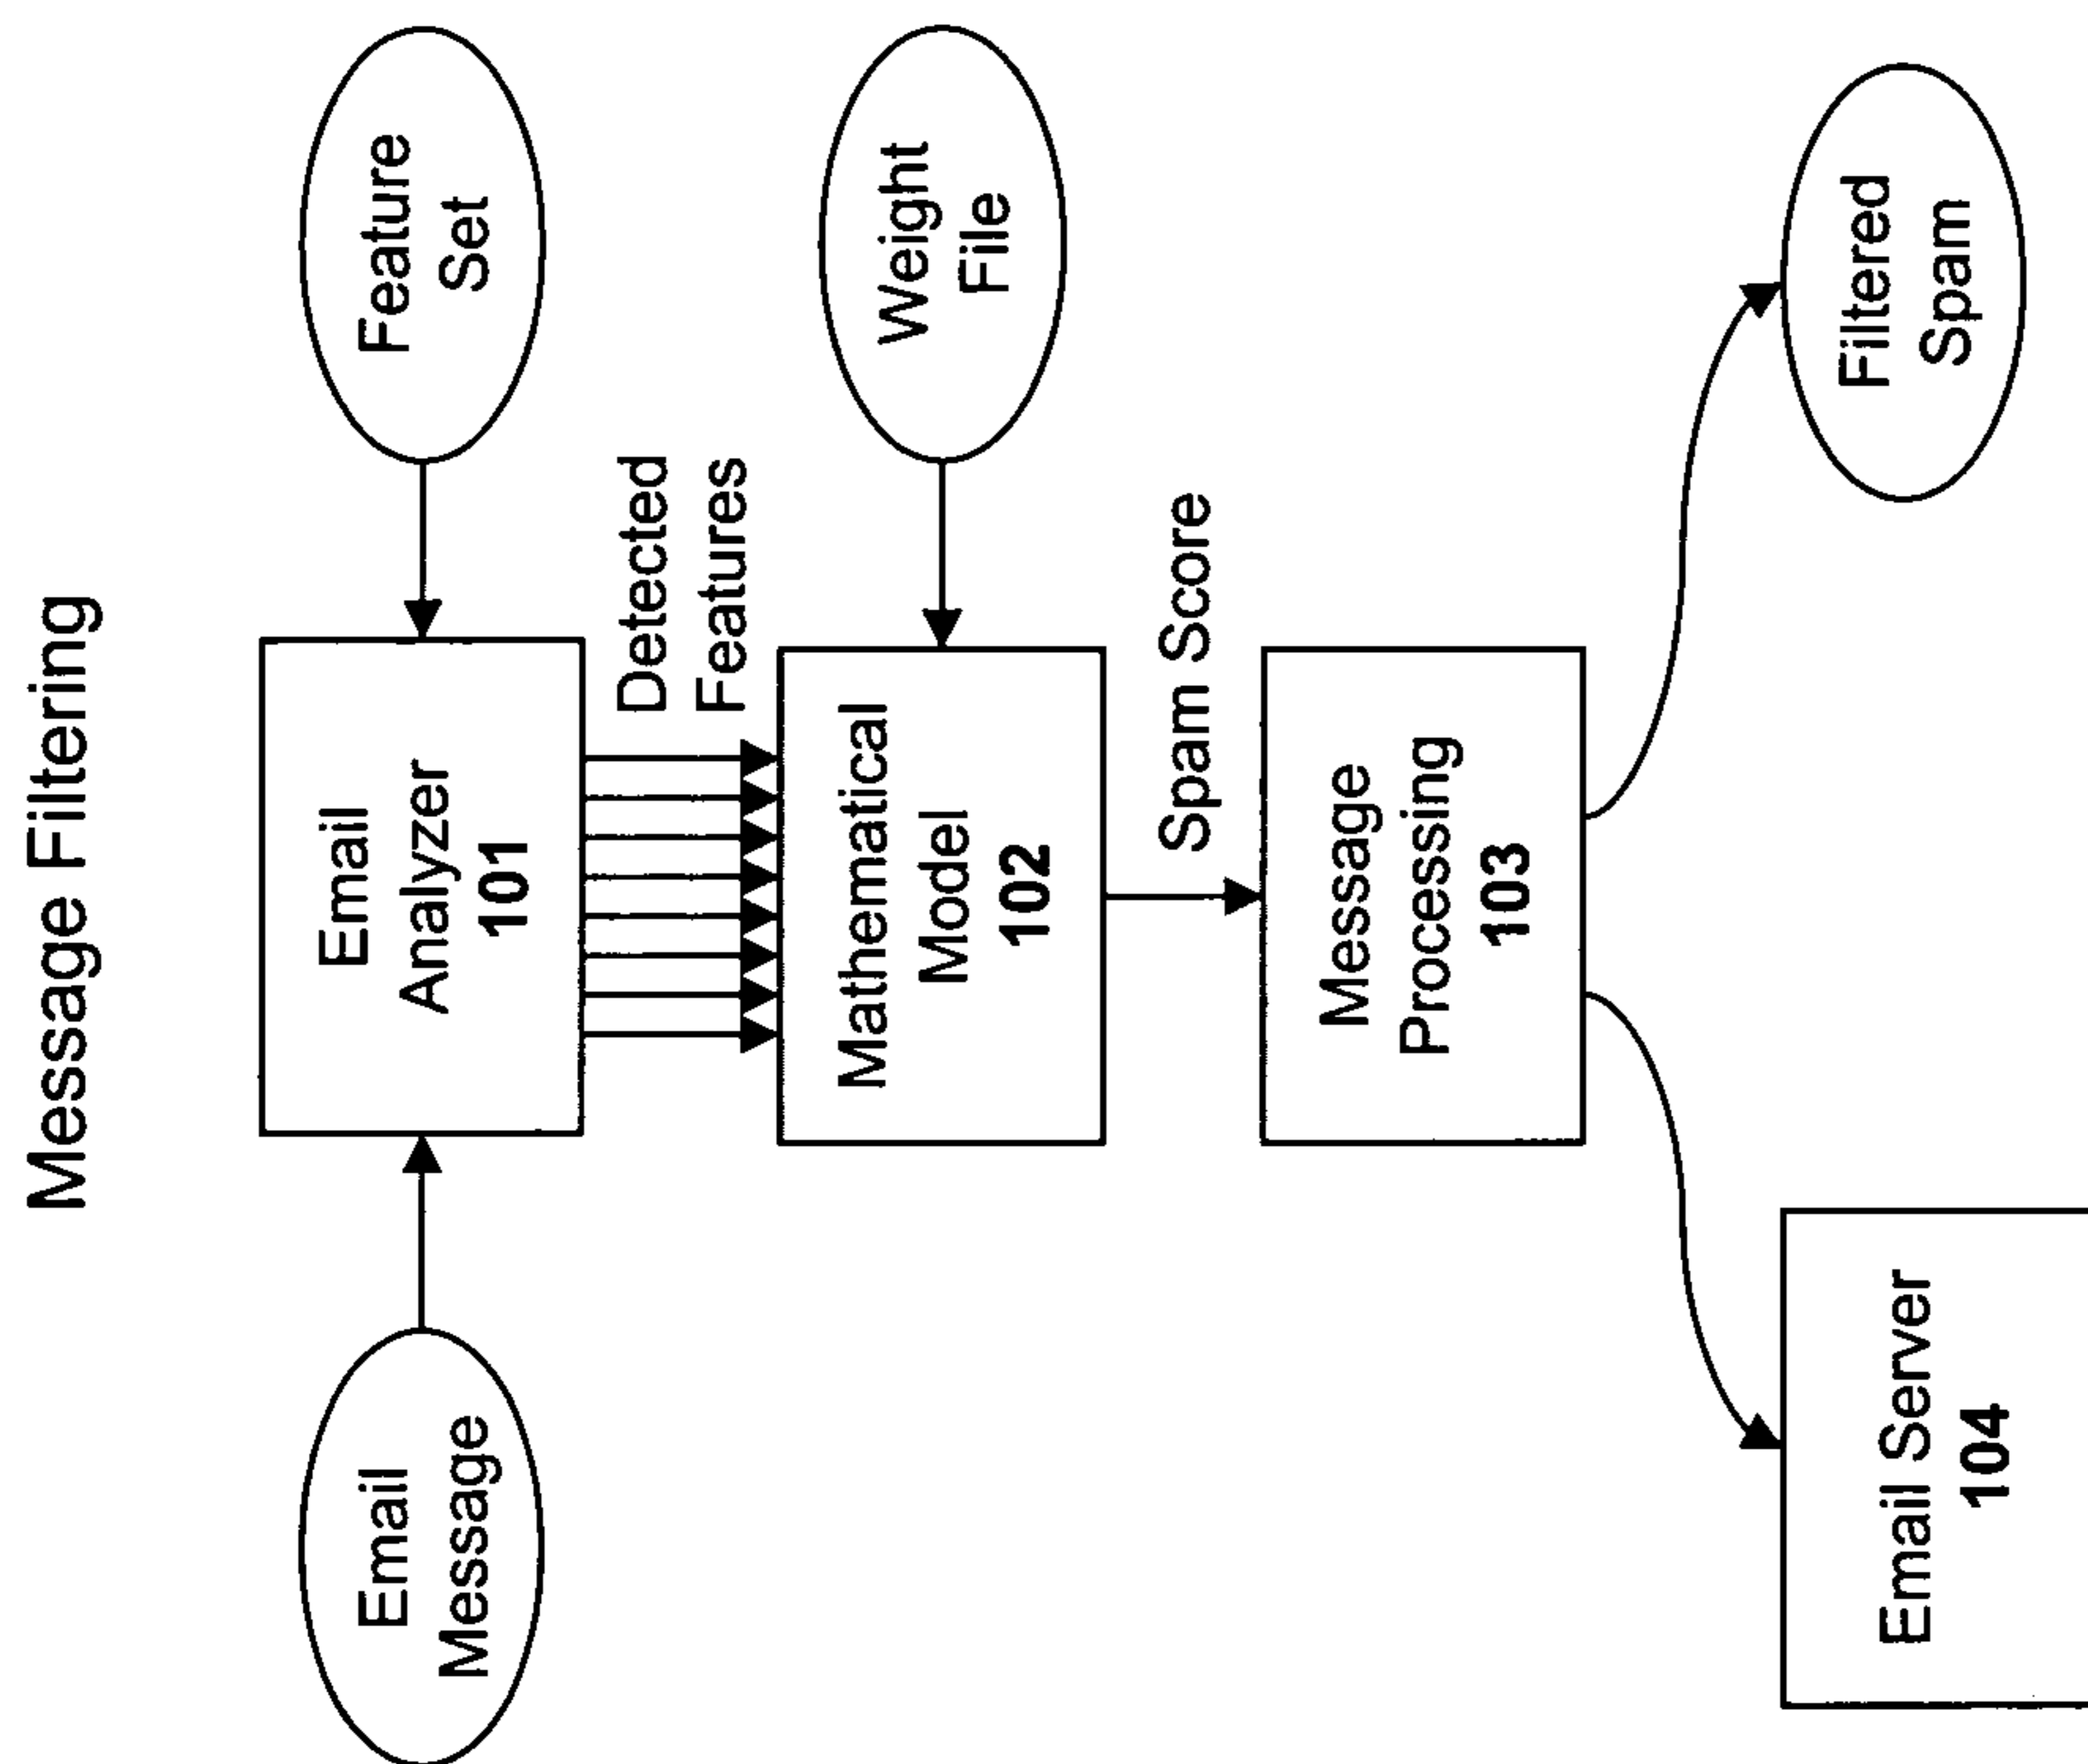 Message Filtering
Email
Message
Email
Analyzer
101
Feature
Set
Detected
Features
Mathematical
Model
102
Weight
File
Spam Score
Message
Processing
103
Email Server
104
Filtered
Spam